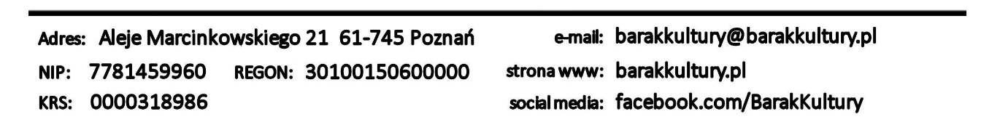 Adres: Aleje Marcinkowskiego 21 61-745 Poznań e-mail: barakkultury@barakkultury.pl
NIP: 7781459960 REGON: 30100150600000 strona www: barakkultury.pl
KRS: 0000318986 social media: facebook.com/BarakKultury